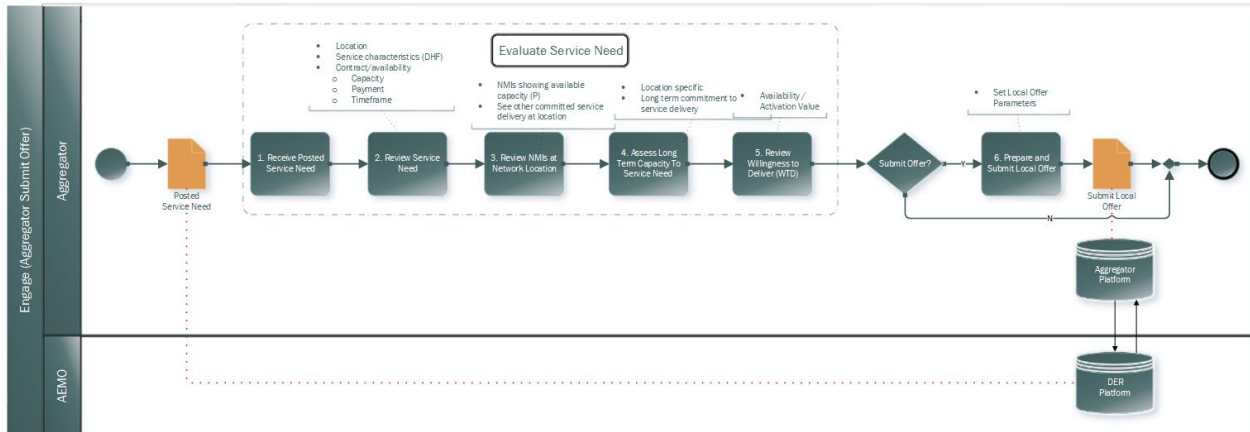 Engage (Aggregator Submit Offer)
Aggregator
AEMO
Evaluate Service Need
• Location
• Service characteristics (DHF)
• Contract/availability
o Capacity
o Payment
o Timeframe
• NMIs showing available
capacity (P)
• See other committed service
delivery at location
• Location specific
• Long term commitment to
service delivery
• Availability/
Activation Value
• Set Local Offer
Parameters
Posted
Service Need
1. Receive Posted
Service Need
2. Review Service
Need
3. Review NMIs at
Network Location
4. Assess Long
Term Capacity To
Service Need
5. Review
Willingness to
Deliver (WTD)
Submit Offer?
Y
N
6. Prepare and
Submit Local Offer
Submit Local
Offer
Aggregator
Platform
DER
Platform